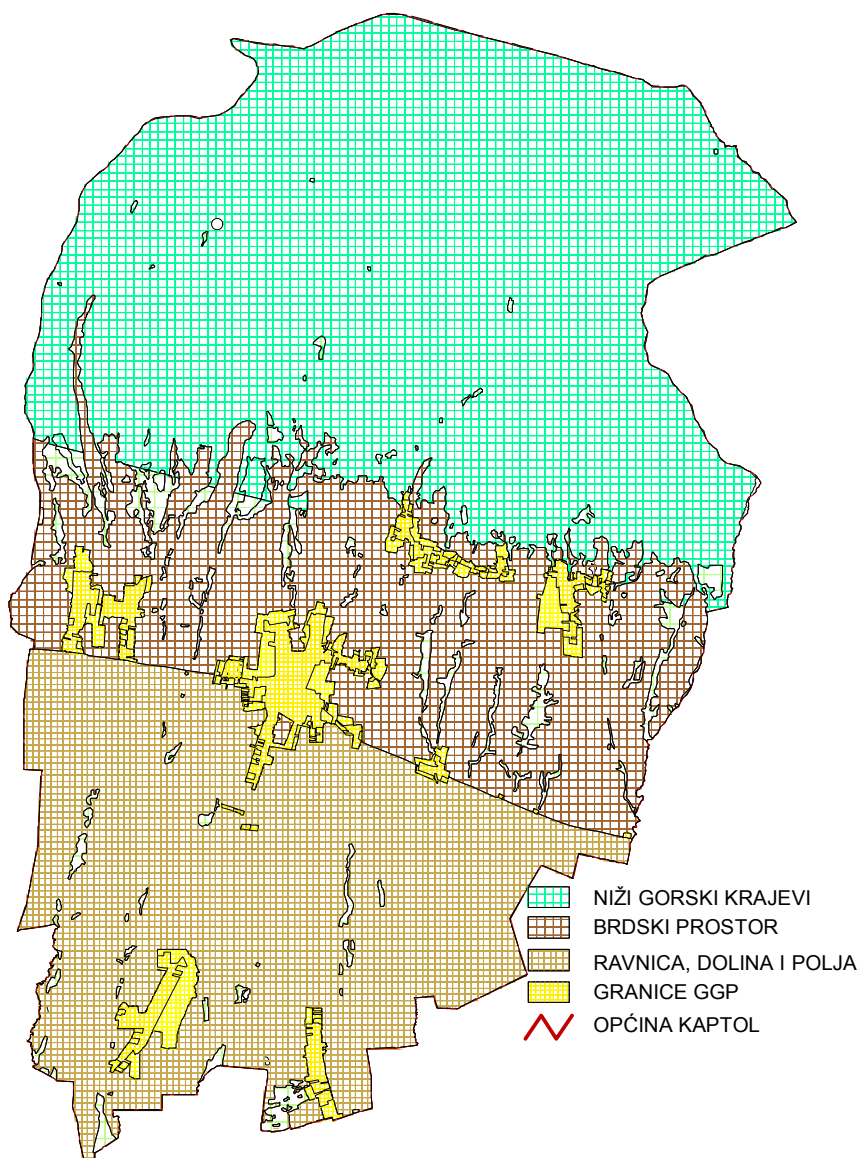 NIŽI GORSKI KRAJEVI
BRDSKI PROSTOR
RAVNICA, DOLINA I POLJA
GRANICE GGP
OPĆINA KAPTOL